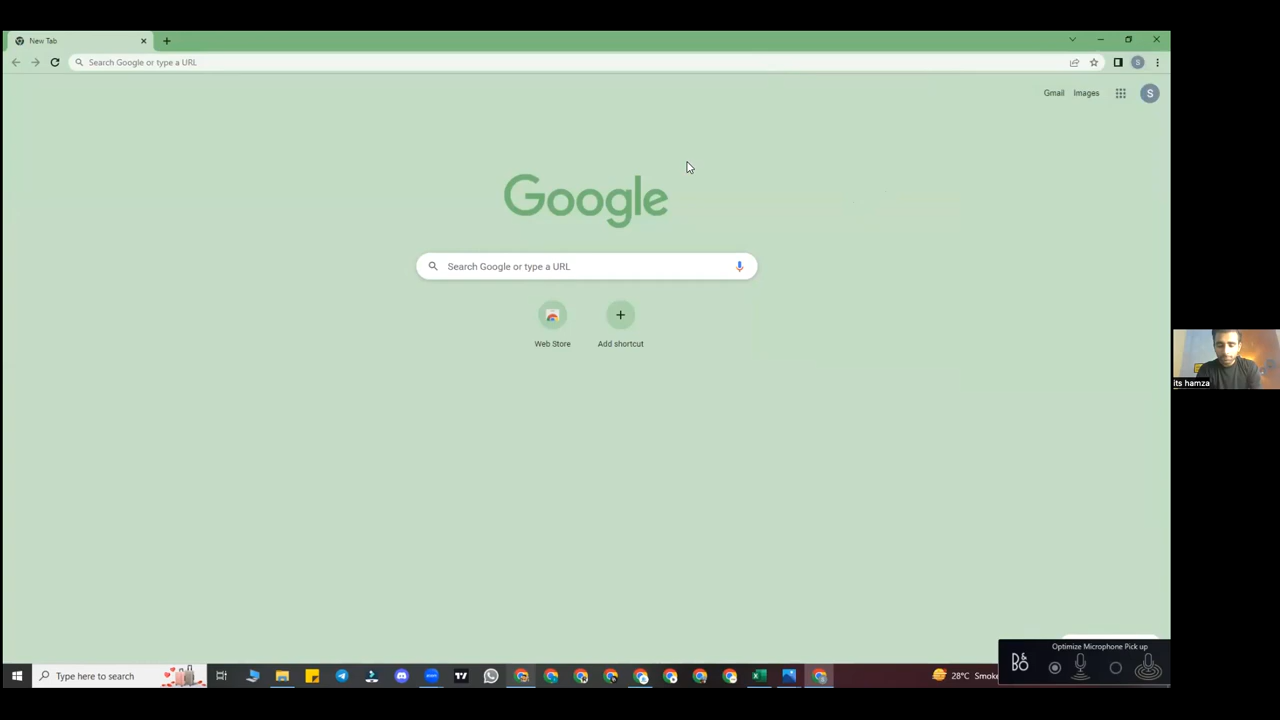 New Tab
Search Google or type a URL
S
Gmail
Images
S
Google
Search Google or type a URL
Web Store
Add shortcut
its hamza
Optimize Microphone Pick up
B&O
Type here to search
28°C Smoke